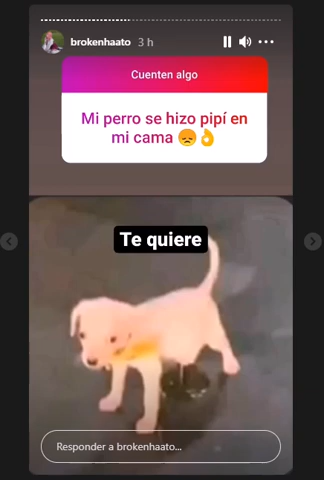 brokenhaato 3 h
Cuenten algo
Mi perro se hizo pipí en
mi cama 😞👌
Te quiere
Responder a brokenhaato...